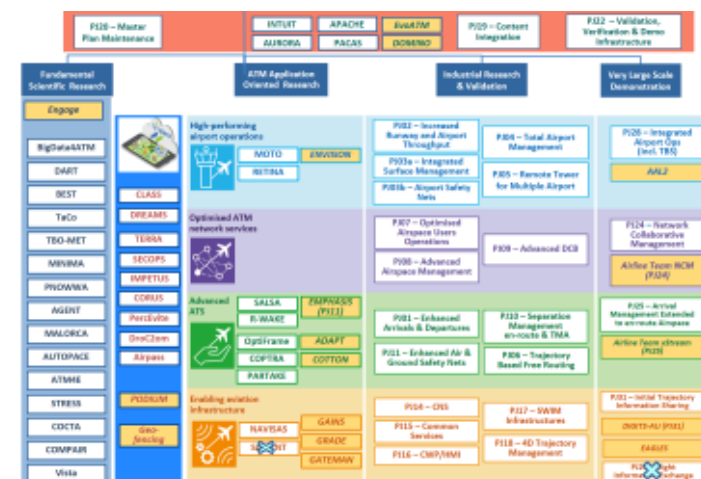 PJ20 – Master
Plan Maintenance
INTUIT
APACHE
EvoATM
AURORA
PACAS
DOMINO
PJ19 – Content
Integration
PJ22 – Validation,
Verification & Demo
Infrastructure
Fundamental
Scientific Research
ATM Application
Oriented Research
Industrial Research
& Validation
Very Large Scale
Demonstration
Engage
BigData4ATM
DART
BEST
TaCo
TBO-MET
MINIMA
PNOWWA
AGENT
MALORCA
AUTOPACE
ATM4E
STRESS
COCTA
COMPAIR
Vista
CLASS
DREAMS
TERRA
SECOPS
IMPETUS
CORUS
PercEvite
DroC2om
Airpass
PODIUM
Geo-
fencing
High-performing
airport operations
MOTO
ENVISION
RETINA
PJ02 – Increased
Runway and Airport
Throughput
PJ03a – Integrated
Surface Management
PJ03b – Airport Safety
Nets
PJ04 – Total Airport
Management
PJ05 – Remote Tower
for Multiple Airport
PJ28 – Integrated
Airport Ops
(incl. TBS)
AAL2
Optimised ATM
network services
PJ07 – Optimised
Airspace Users
Operations
PJ08 – Advanced
Airspace Management
PJ09 – Advanced DCB
PJ24 – Network
Collaborative
Management
Airline Team NCM
(PJ24)
Advanced
ATS
SALSA
R-WAKE
EMPHASIS
(PJ11)
OptiFrame
ADAPT
COPTRA
COTTON
PARTAKE
PJ01 – Enhanced
Arrivals & Departures
PJ11 – Enhanced Air &
Ground Safety Nets
PJ10 – Separation
Management
en-route & TMA
PJ06 – Trajectory
Based Free Routing
PJ25 – Arrival
Management Extended
to en-route Airspace
Airline Team xStream
(PJ25)
Enabling aviation
infrastructure
NAVISAS
GAINS
GRADE
GATEMAN
PJ14 – CNS
PJ15 – Common
Services
PJ16 – CWP/HMI
PJ17 – SWIM
Infrastructures
PJ18 – 4D Trajectory
Management
PJ31 – Initial Trajectory
Information Sharing
DIGITS-AU (PJ31)
EAGLES